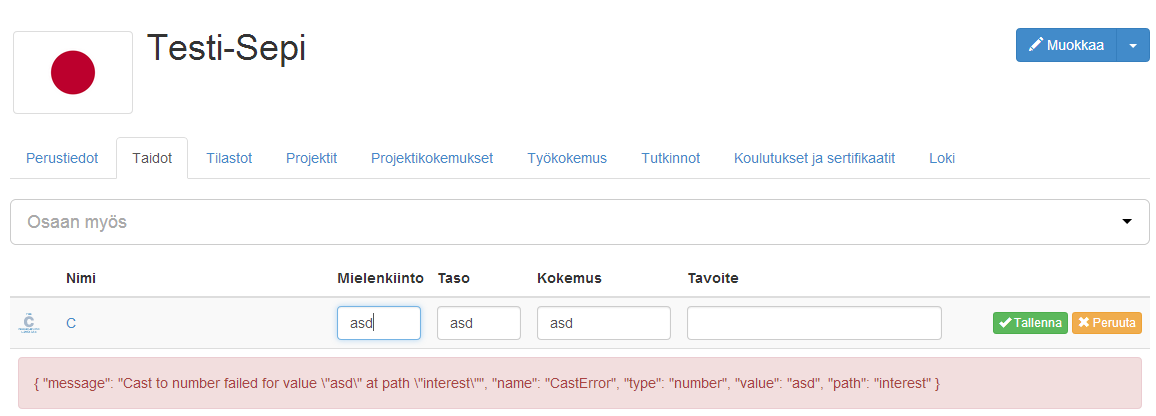 Testi-Sepi
Muokkaa
Perustiedot Taidot Tilastot Projektit Projektikokemukset Työkokemus Tutkinnot Koulutukset ja sertifikaatit Loki
Osaan myös
Nimi Mielenkiinto Taso Kokemus Tavoite
C asd asd asd Tallenna Peruuta
{ "message": "Cast to number failed for value \"asd\" at path \"interest\"", "name": "CastError", "type": "number", "value": "asd", "path": "interest" }